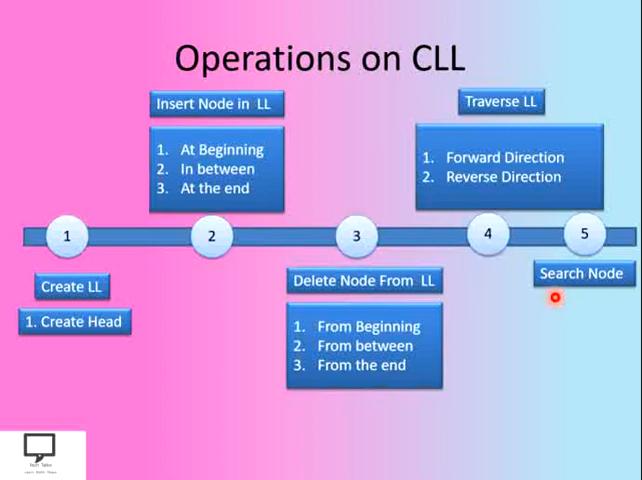 Operations on CLL
Insert Node in LL
1. At Beginning
2. In between
3. At the end
Traverse LL
1. Forward Direction
2. Reverse Direction
1
2
3
4
5
Create LL
1. Create Head
Delete Node From LL
1. From Beginning
2. From between
3. From the end
Search Node
Tech Talks